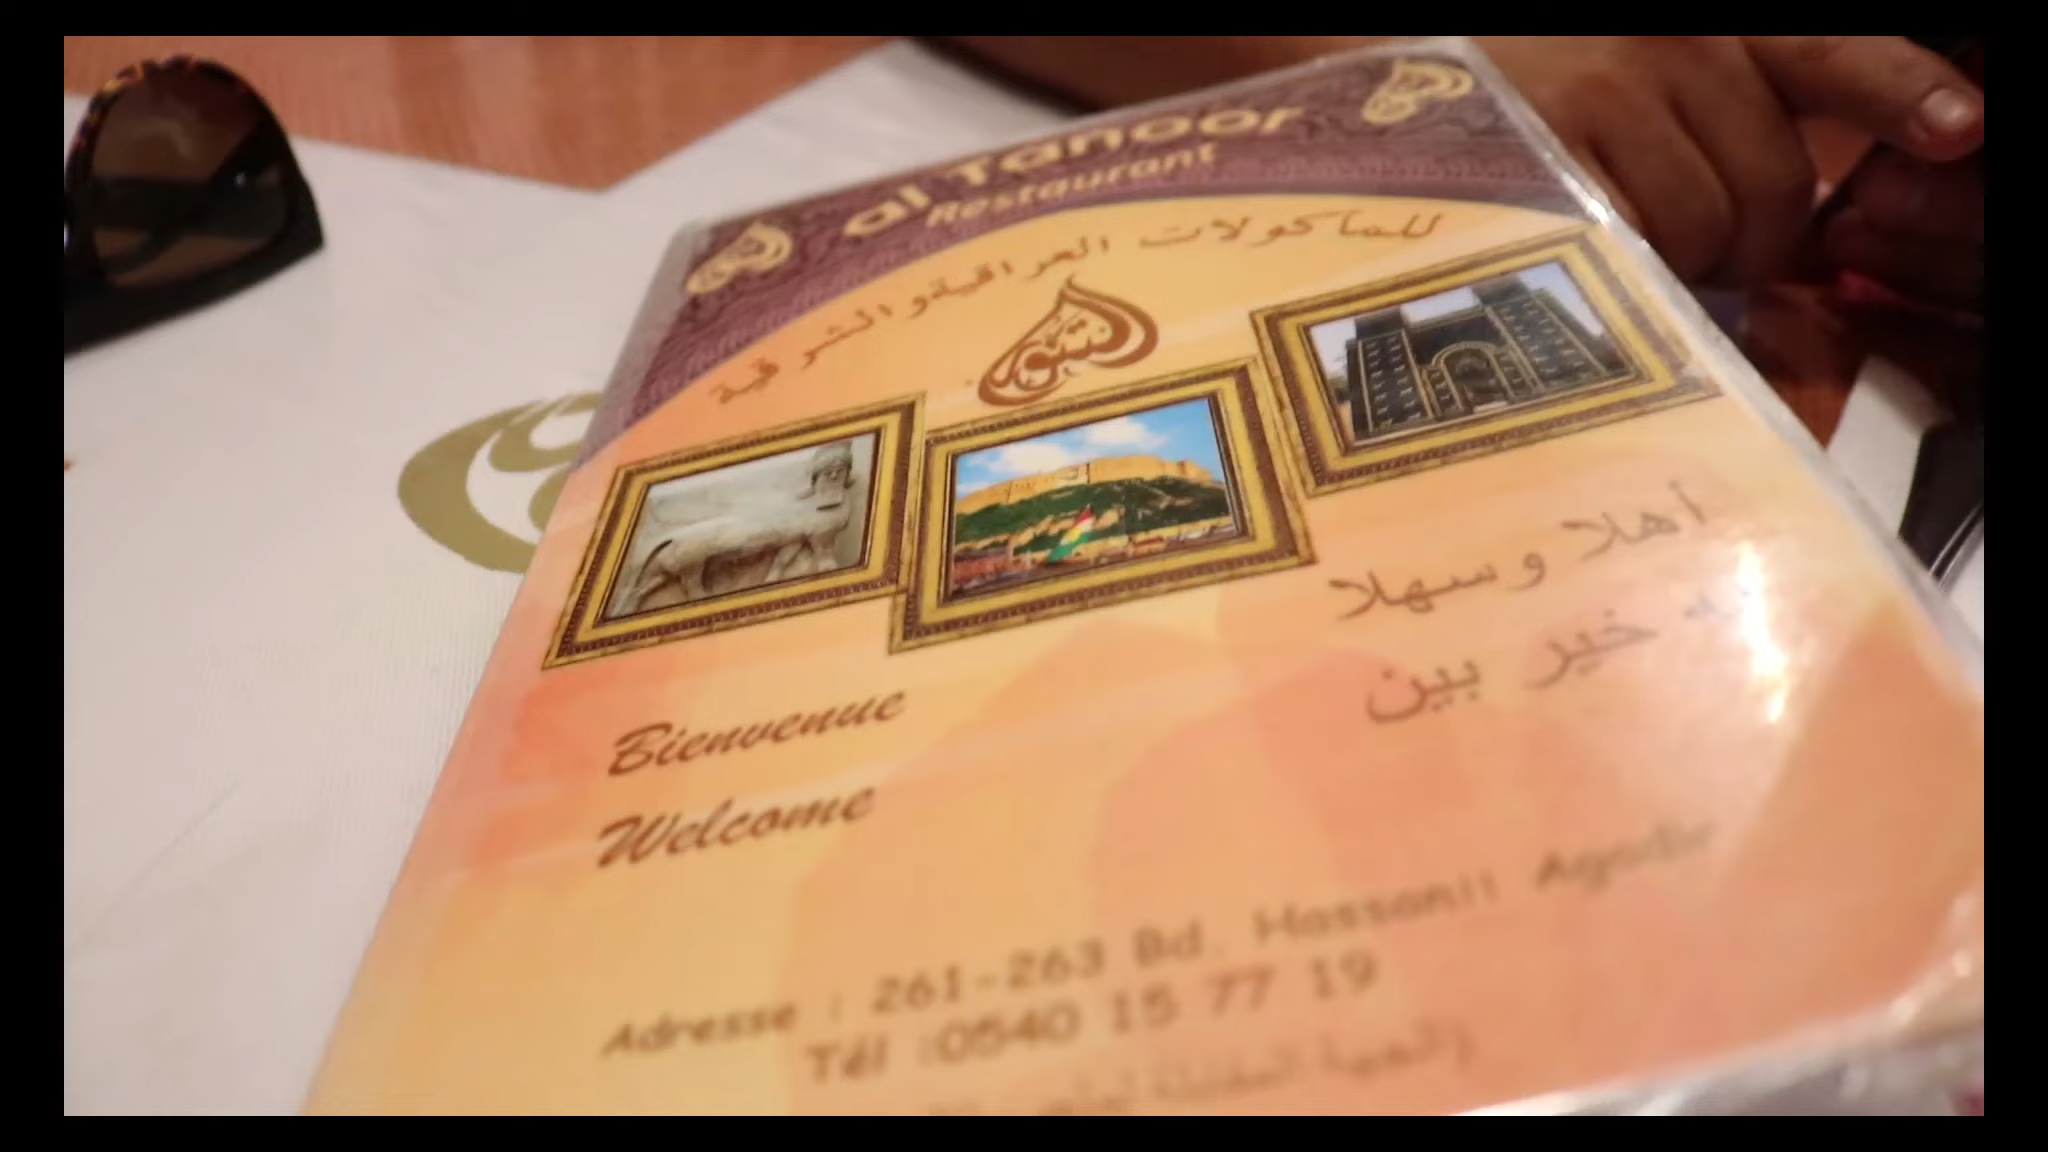 al Tanoor
Restaurant
للماكولات العراقية والشرقية
التنور
أهلا وسهلا
خير بين
Bienvenue
Welcome
Adresse : 261-263 Bd. Hassan II Agadir
Tél :0540 15 77 19